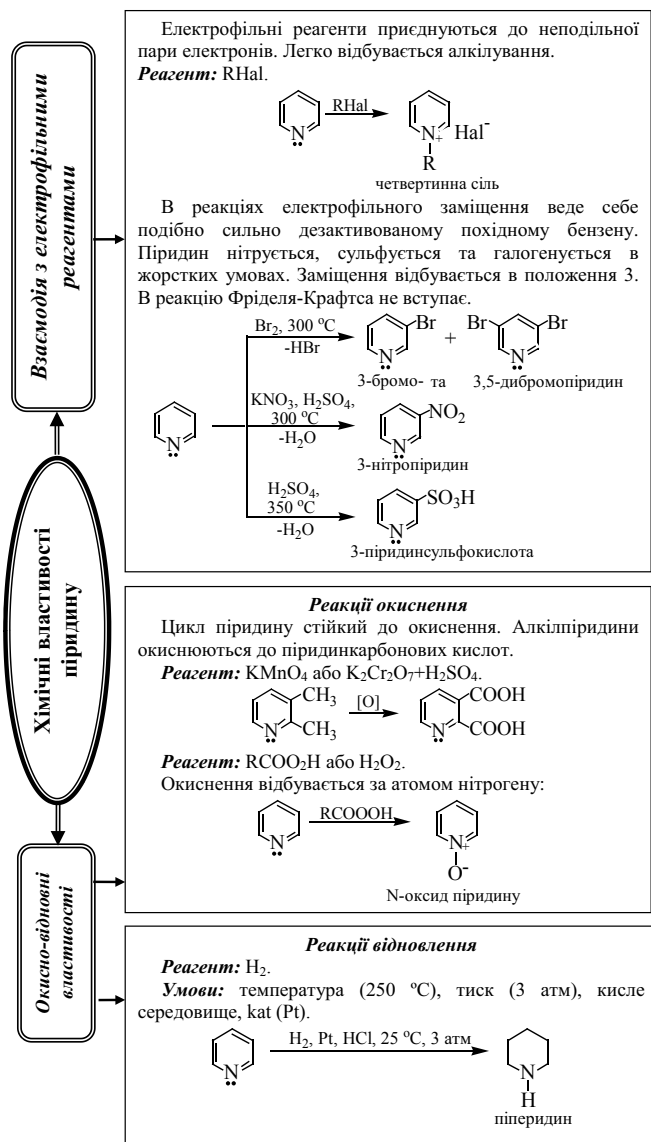 Електрофільні реагенти приєднуються до неподільної
пари електронів. Легко відбувається алкілування.
Реагент: RHal.
RHal
N
N
+
Hal-
R
четвертинна сіль
В реакціях електрофільного заміщення веде себе
подібно сильно дезактивованому похідному бензену.
Піридин нітрується, сульфується та галогенується в
жорстких умовах. Заміщення відбувається в положення 3.
В реакцію Фріделя-Крафтса не вступає.
Br2, 300 °C
-HBr
Br
N
+
Br
Br
N
3-бромо- та
3,5-дибромопіридин
N
KNO3, H2SO4,
300 °C
-H2O
NO2
N
3-нітропіридин
H2SO4,
350 °C
-H2O
SO3H
N
3-піридинсульфокислота
Взаємодія з електрофільними
реагентами
Хімічні властивості
піридину
Окисно-відновні
властивості
Реакції окиснення
Цикл піридину стійкий до окиснення. Алкілпіридини
окиснюються до піридинкарбонових кислот.
Реагент: KMnO4 або K2Cr2O7+H2SO4.
CH3
CH3
N
[O]
COOH
COOH
N
Реагент: RCOO2H або H2O2.
Окиснення відбувається за атомом нітрогену:
N
RCOOOH
N
+
O-
N-оксид піридину
Реакції відновлення
Реагент: H2.
Умови: температура (250 ºС), тиск (3 атм), кисле
середовище, kat (Pt).
N
H2, Pt, HCl, 25 °C, 3 атм
N
H
піперидин